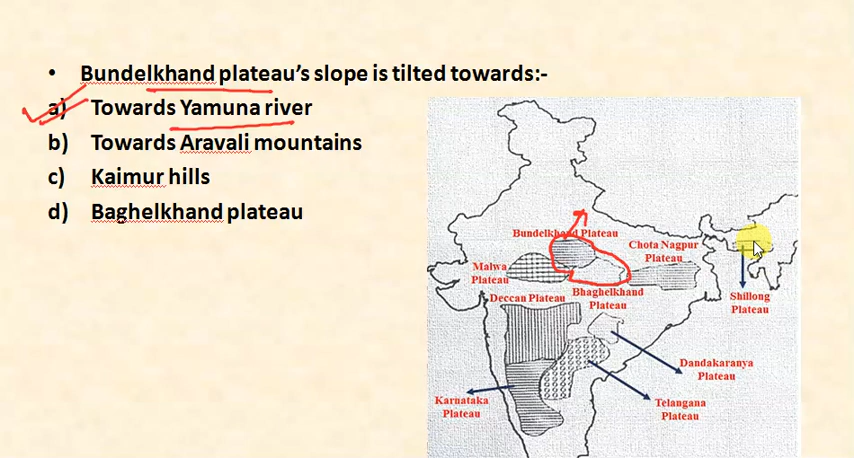 • Bundelkhand plateau's slope is tilted towards:-
a) Towards Yamuna river
b) Towards Aravali mountains
c) Kaimur hills
d) Baghelkhand plateau
Bundelkhand Plateau
Chota Nagpur
Plateau
Malwa
Plateau
Deccan Plateau
Bhaghelkhand
Plateau
Shillong
Plateau
Dandakaranya
Plateau
Karnataka
Plateau
Telangana
Plateau